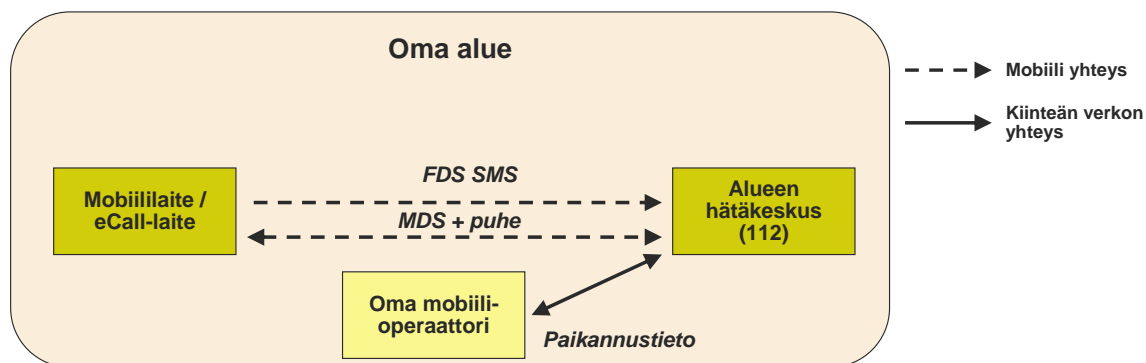 Oma alue
Mobiili yhteys
Kiinteän verkon
yhteys
Mobiililaite /
eCall-laite
FDS SMS
MDS + puhe
Alueen
hätäkeskus
(112)
Oma mobiili-
operaattori
Paikannustieto